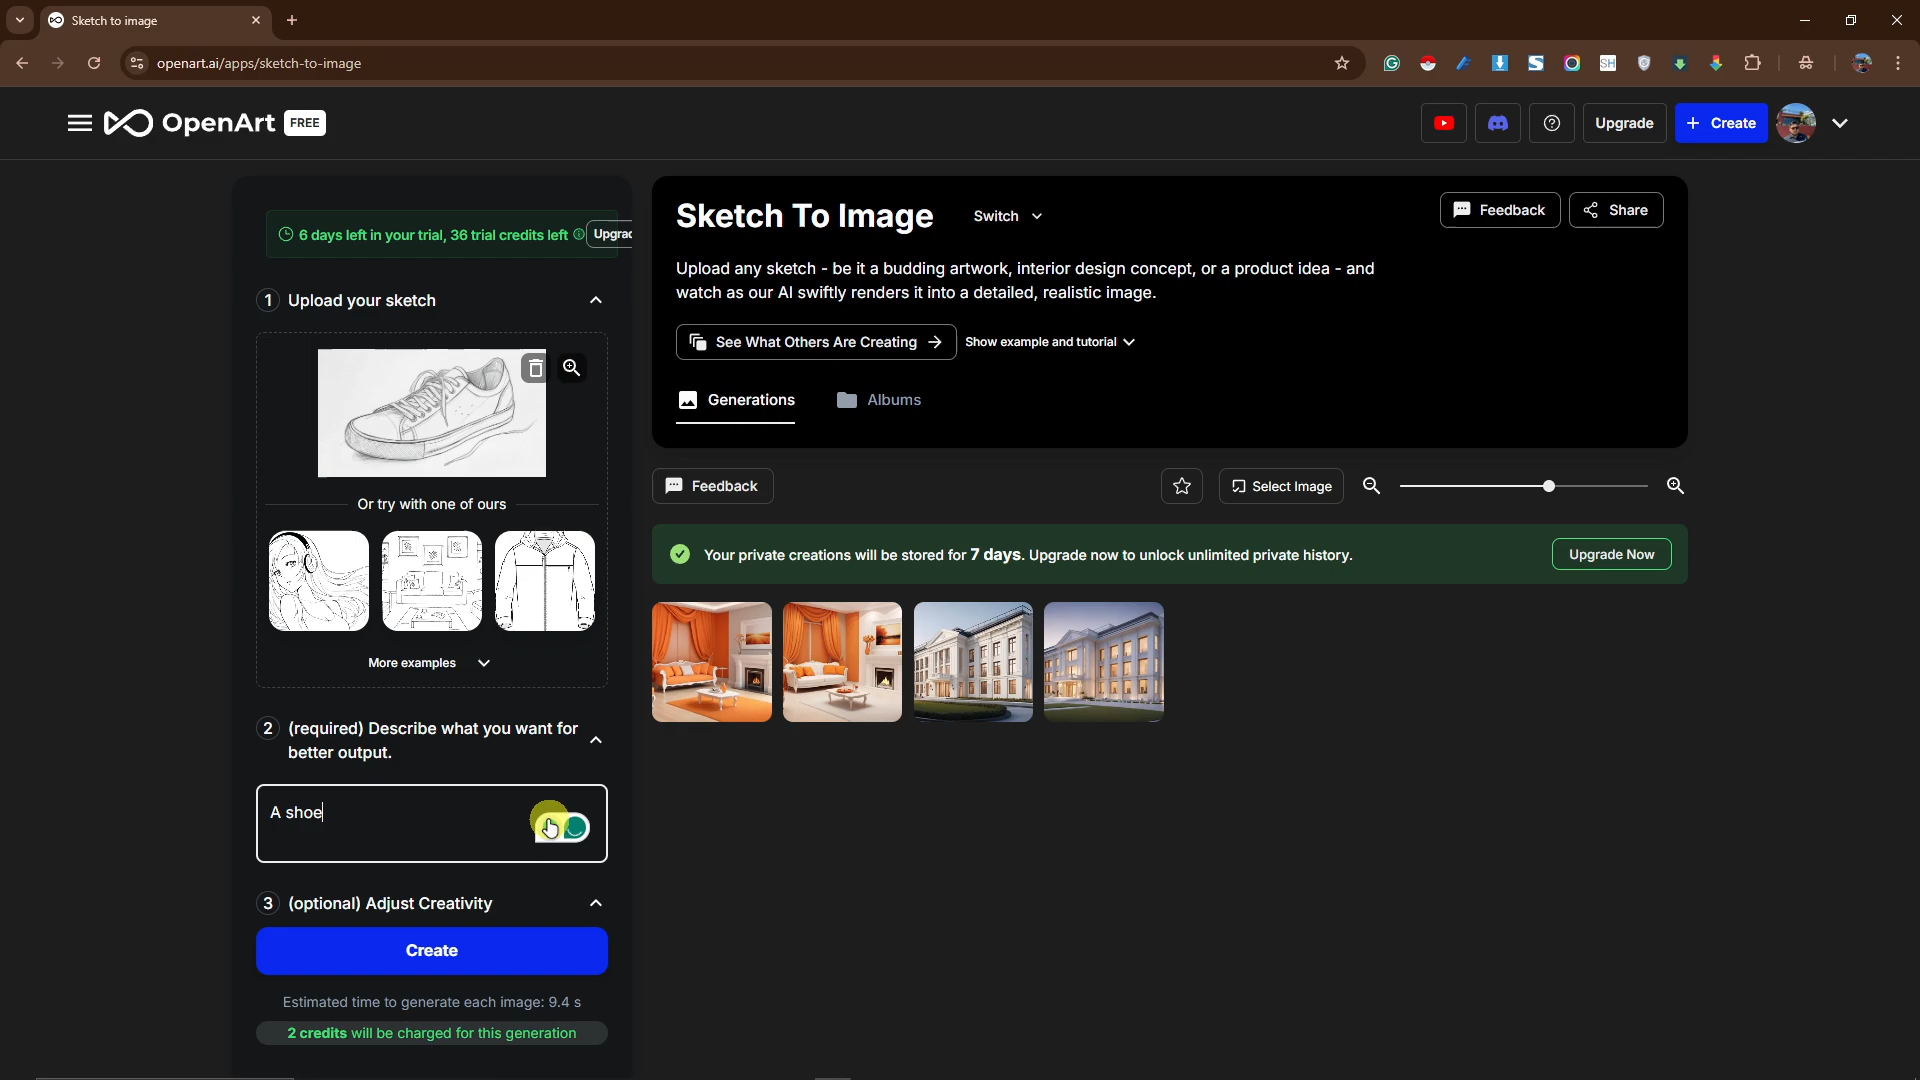 Sketch to image
openart.ai/apps/sketch-to-image
OpenArt FREE
Upgrade
+ Create
6 days left in your trial, 36 trial credits left
Upgrad
1 Upload your sketch
Or try with one of ours
More examples
2 (required) Describe what you want for
better output.
A shoe
3 (optional) Adjust Creativity
Create
Estimated time to generate each image: 9.4 s
2 credits will be charged for this generation
Sketch To Image
Switch
Feedback
Share
Upload any sketch - be it a budding artwork, interior design concept, or a product idea - and
watch as our AI swiftly renders it into a detailed, realistic image.
See What Others Are Creating
Show example and tutorial
Generations
Albums
Feedback
Select Image
Your private creations will be stored for 7 days. Upgrade now to unlock unlimited private history.
Upgrade Now